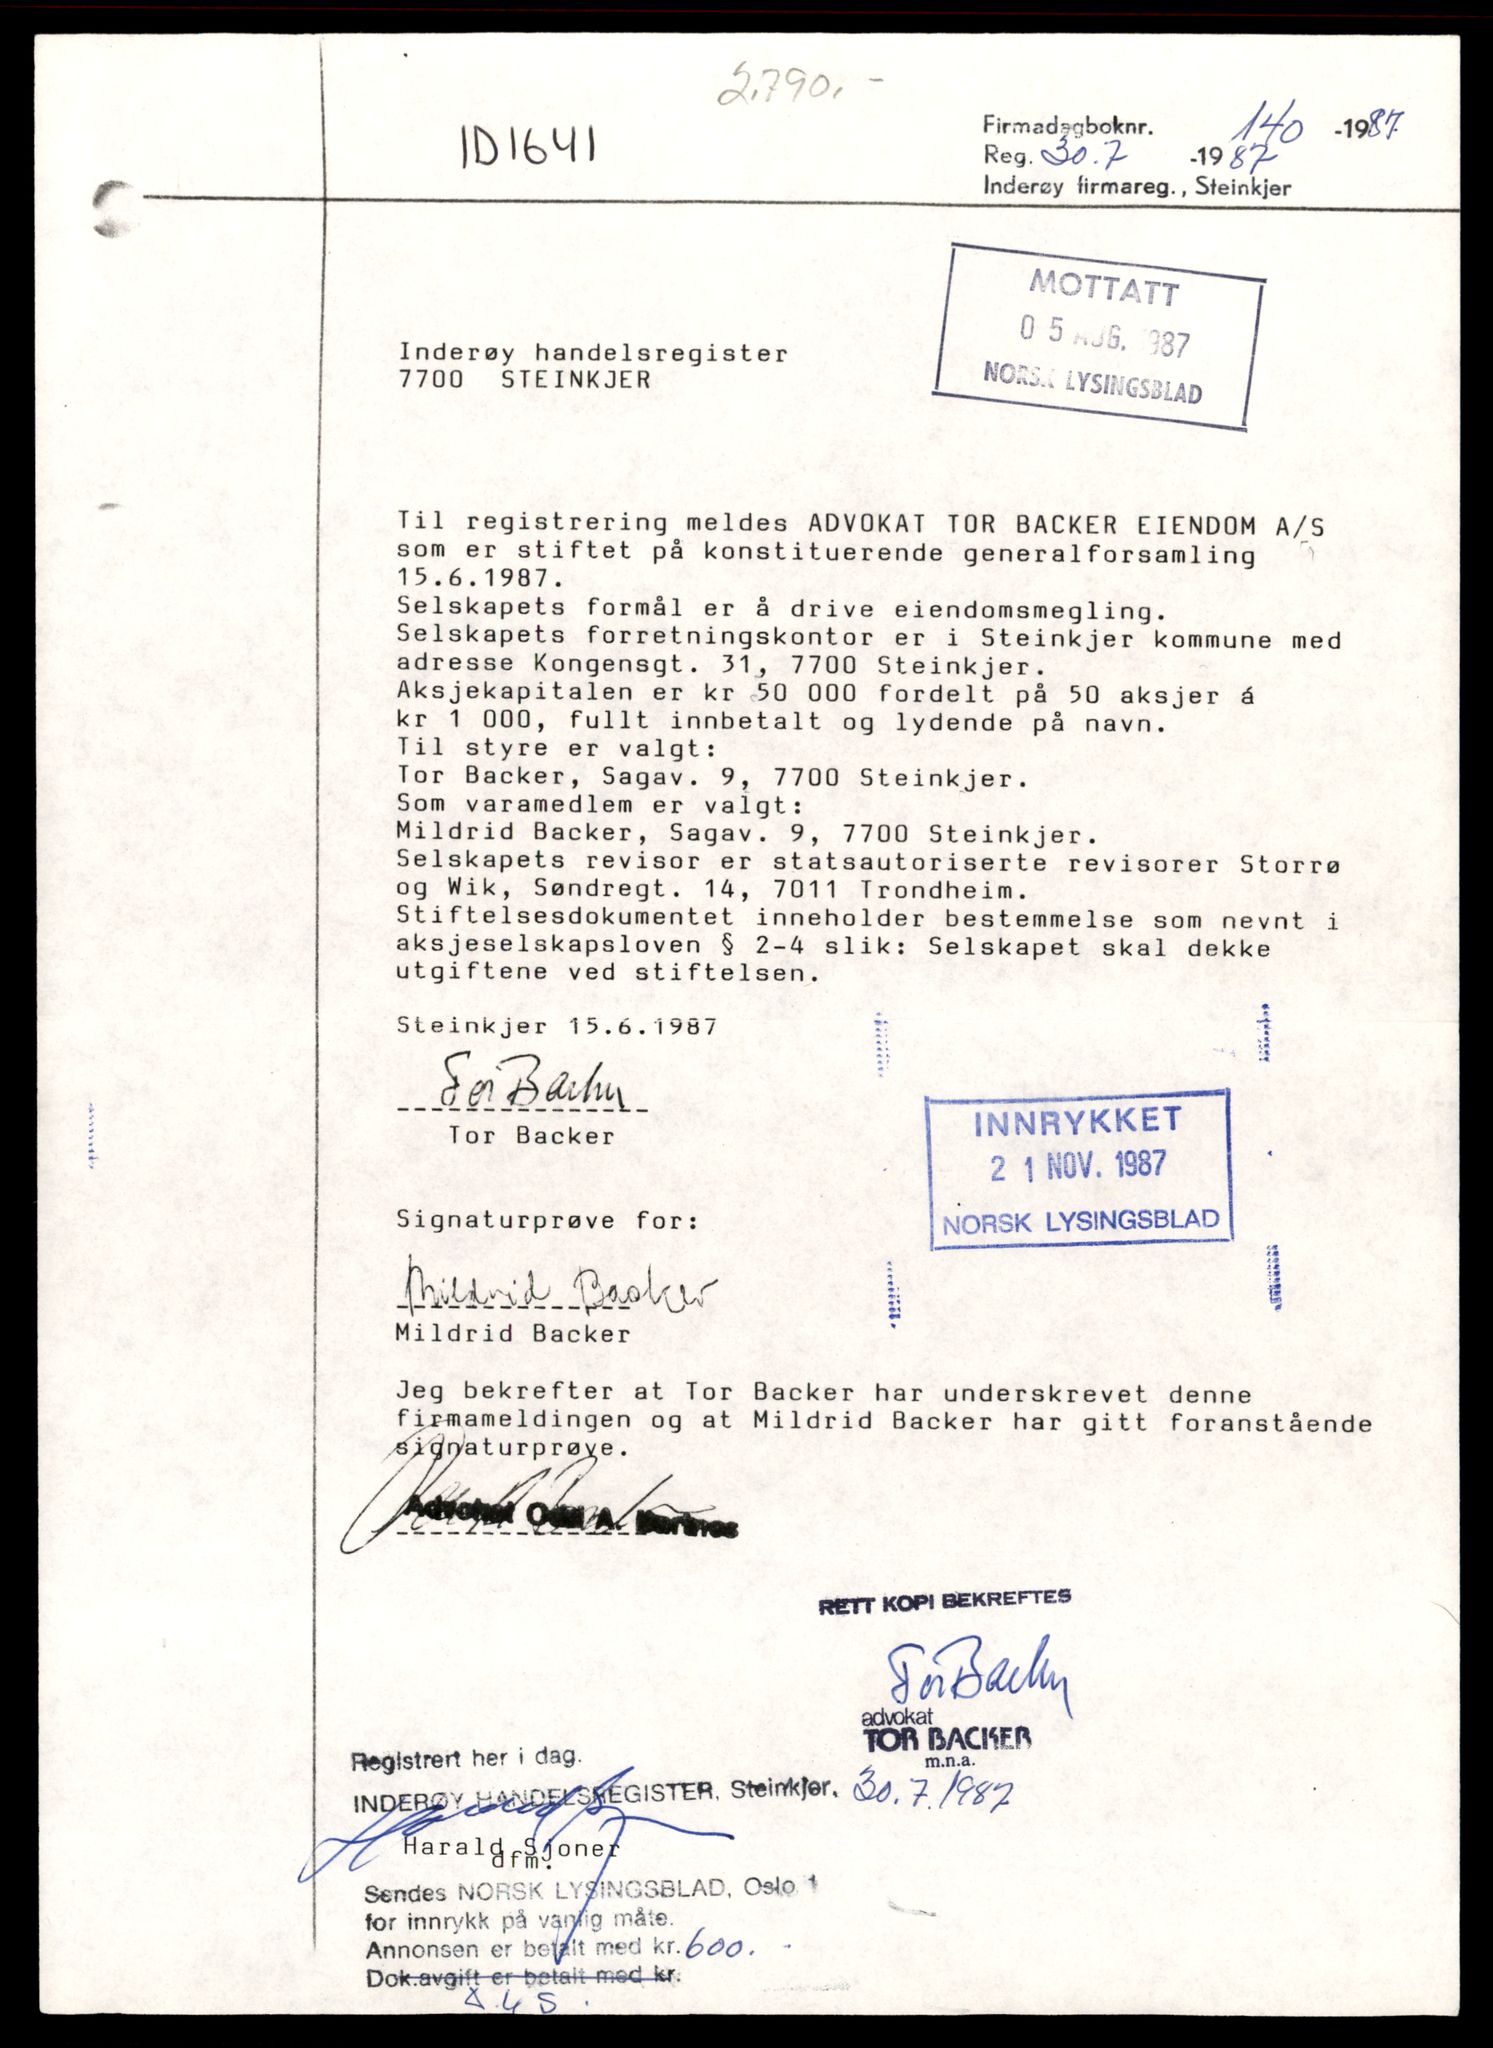 2.790,-
ID1641
Firmadagboknr. 140 -1987
Reg. 30.7 -1987
Inderøy firmareg., Steinkjer
MOTTATT
05 AUG. 1987
NORSK LYSINGSBLAD
Inderøy handelsregister
7700 STEINKJER
Til registrering meldes ADVOKAT TOR BACKER EIENDOM A/S
som er stiftet på konstituerende generalforsamling
15.6.1987.
Selskapets formål er å drive eiendomsmegling.
Selskapets forretningskontor er i Steinkjer kommune med
adresse Kongensgt. 31, 7700 Steinkjer.
Aksjekapitalen er kr 50 000 fordelt på 50 aksjer á
kr 1 000, fullt innbetalt og lydende på navn.
Til styre er valgt:
Tor Backer, Sagav. 9, 7700 Steinkjer.
Som varamedlem er valgt:
Mildrid Backer, Sagav. 9, 7700 Steinkjer.
Selskapets revisor er statsautoriserte revisorer Storrø
og Wik, Søndregt. 14, 7011 Trondheim.
Stiftelsesdokumentet inneholder bestemmelse som nevnt i
aksjeselskapsloven § 2-4 slik: Selskapet skal dekke
utgiftene ved stiftelsen.
Steinkjer 15.6.1987
Tor Backer
Tor Backer
INNRYKKET
21 NOV. 1987
NORSK LYSINGSBLAD
Signaturprøve for:
Mildrid Backer
Mildrid Backer
Jeg bekrefter at Tor Backer har underskrevet denne
firmameldingen og at Mildrid Backer har gitt foranstående
signaturprøve.
Advokat Odd A.
RETT KOPI BEKREFTES
Tor Backer
advokat
TOR BACKER
m.n.a.
Registrert her i dag.
INDERØY HANDELSREGISTER, Steinkjer, 30.7.1987
Harald Sjoner
dfm.
Sendes NORSK LYSINGSBLAD, Oslo 1
for innrykk på vanlig måte.
Annonsen er betalt med kr. 600.-
Dok.avgift er betalt med kr.